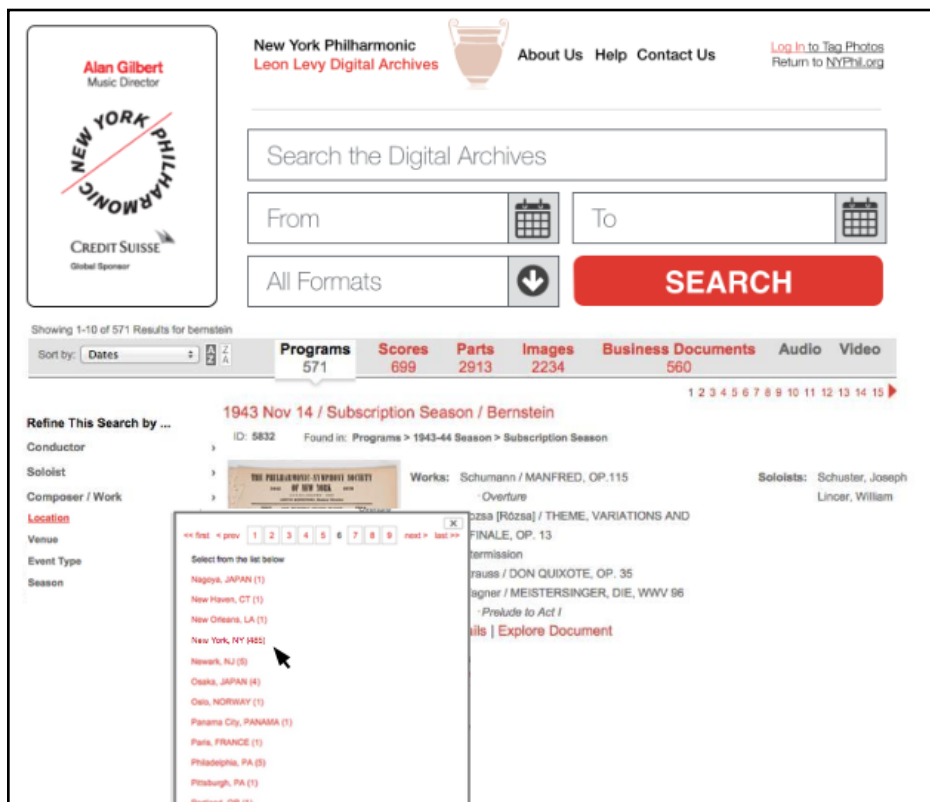 Alan Gilbert
Music Director
NEW YORK PHILHARMONIC
CREDIT SUISSE
Global Sponsor
New York Philharmonic
Leon Levy Digital Archives
About Us Help Contact Us
Log In to Tag Photos
Return to NYPhil.org
Search the Digital Archives
From
To
All Formats
SEARCH
Showing 1-10 of 571 Results for bernstein
Sort by: Dates
A Z
Z A
Programs Scores Parts Images Business Documents Audio Video
571 699 2913 2234 560
1 2 3 4 5 6 7 8 9 10 11 12 13 14 15
Refine This Search by ...
Conductor
Soloist
Composer / Work
Location
Venue
Event Type
Season
1943 Nov 14 / Subscription Season / Bernstein
ID: 5832 Found in: Programs > 1943-44 Season > Subscription Season
THE PHILHARMONIC-SYMPHONY SOCIETY
OF NEW YORK
Works: Schumann / MANFRED, OP.115
· Overture
ozsa [Rózsa] / THEME, VARIATIONS AND
FINALE, OP. 13
termission
rauss / DON QUIXOTE, OP. 35
agner / MEISTERSINGER, DIE, WWV 96
· Prelude to Act I
ails | Explore Document
Soloists: Schuster, Joseph
Lincer, William
x
<< first < prev 1 2 3 4 5 6 7 8 9 next > last >>
Select from the list below
Nagoya, JAPAN (1)
New Haven, CT (1)
New Orleans, LA (1)
New York, NY (485)
Newark, NJ (5)
Osaka, JAPAN (4)
Oslo, NORWAY (1)
Panama City, PANAMA (1)
Paris, FRANCE (1)
Philadelphia, PA (5)
Pittsburgh, PA (1)